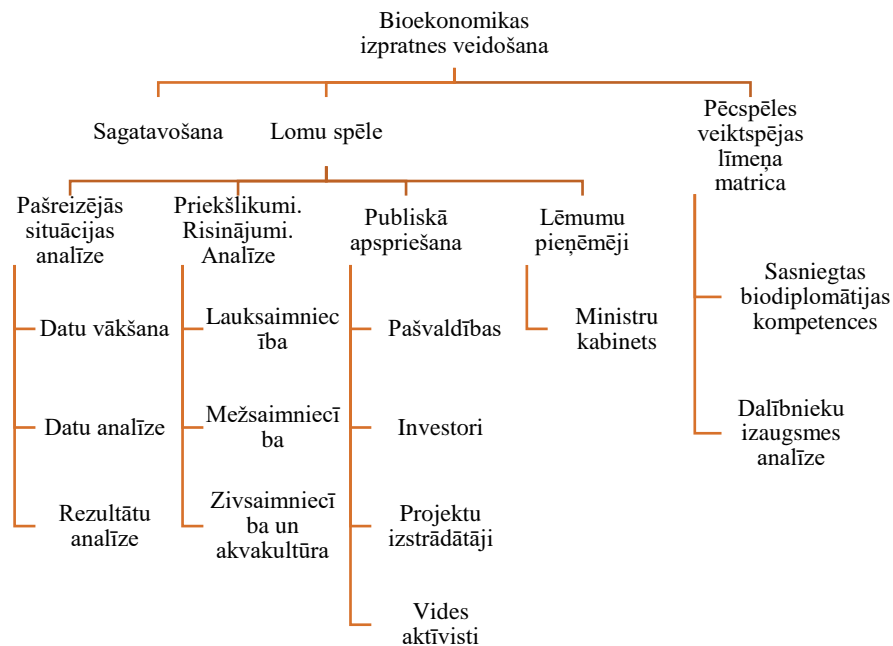 Bioekonomikas
izpratnes veidošana
Sagatavošana
Lomu spēle
Pēcspēles
veiktspējas
līmeņa
matrica
Pašreizējās
situācijas
analīze
Priekšlikumi.
Risinājumi.
Analīze
Publiskā
apspriešana
Lēmumu
pieņēmēji
Datu vākšana
Datu analīze
Rezultātu
analīze
Lauksaimniec
ība
Mežsaimniecī
ba
Zivsaimniecī
ba un
akvakultūra
Pašvaldības
Investori
Projektu
izstrādātāji
Vides
aktīvisti
Ministru
kabinets
Sasniegtas
biodiplomātijas
kompetences
Dalībnieku
izaugsmes
analīze